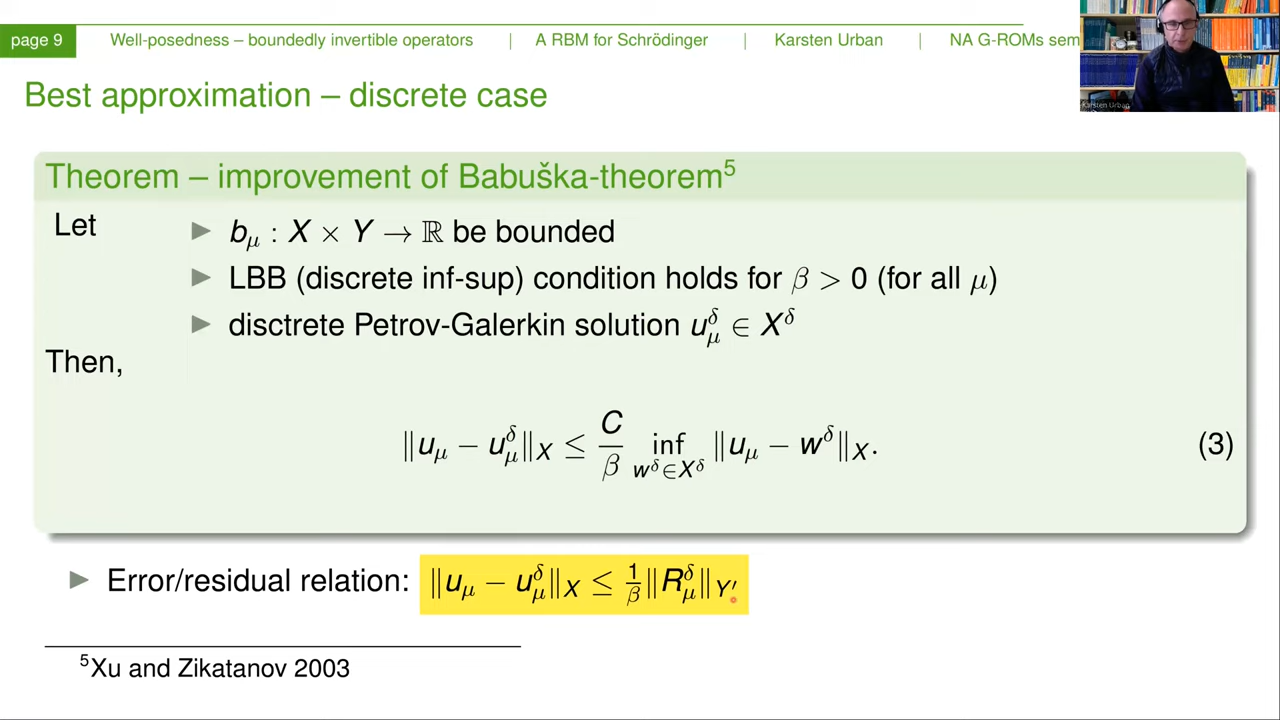 page 9 Well-posedness – boundedly invertible operators | A RBM for Schrödinger | Karsten Urban | NA G-ROMs sem
Karsten Urban
Best approximation – discrete case
Theorem – improvement of Babuška-theorem⁵
Let
▶ b_μ : X × Y → ℝ be bounded
▶ LBB (discrete inf-sup) condition holds for β > 0 (for all μ)
▶ disctrete Petrov-Galerkin solution u_μ^δ ∈ X^δ
Then,
‖u_μ − u_μ^δ‖_X ≤ C/β inf_{w^δ∈X^δ} ‖u_μ − w^δ‖_X. (3)
▶ Error/residual relation: ‖u_μ − u_μ^δ‖_X ≤ 1/β ‖R_μ^δ‖_{Y′}
⁵Xu and Zikatanov 2003